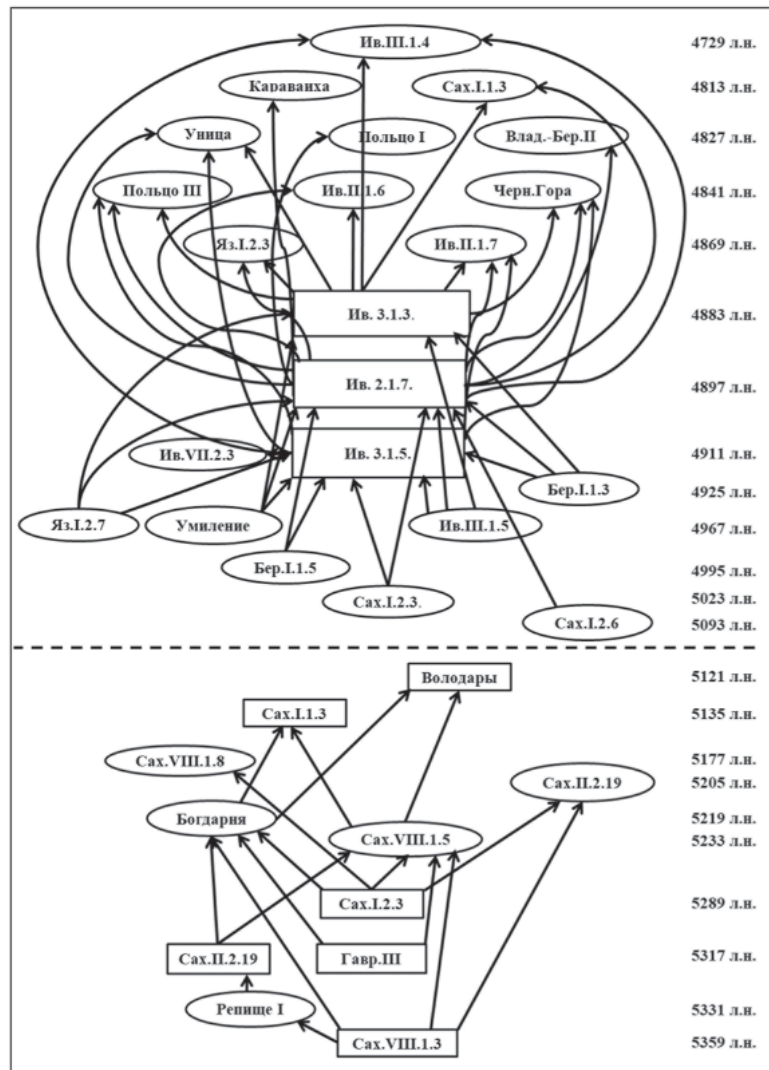 Ив.III.1.4 4729 л.н.
Караваиха Сах.I.1.3 4813 л.н.
Уница Польцо I Влад.-Бер.II 4827 л.н.
Польцо III Ив.II.1.6 Черн.Гора 4841 л.н.
Яз.I.2.3 Ив.II.1.7 4869 л.н.
Ив. 3.1.3. 4883 л.н.
Ив. 2.1.7. 4897 л.н.
Ив.VII.2.3 Ив. 3.1.5. 4911 л.н.
Бер.I.1.3 4925 л.н.
Яз.I.2.7 Умиление Ив.III.1.5 4967 л.н.
Бер.I.1.5 4995 л.н.
Сах.I.2.3. 5023 л.н.
Сах.I.2.6 5093 л.н.
Володары 5121 л.н.
Сах.I.1.3 5135 л.н.
Сах.VIII.1.8 5177 л.н.
Сах.II.2.19 5205 л.н.
Богдария 5219 л.н.
Сах.VIII.1.5 5233 л.н.
Сах.I.2.3 5289 л.н.
Сах.II.2.19 Гавр.III 5317 л.н.
Репище I 5331 л.н.
Сах.VIII.1.3 5359 л.н.